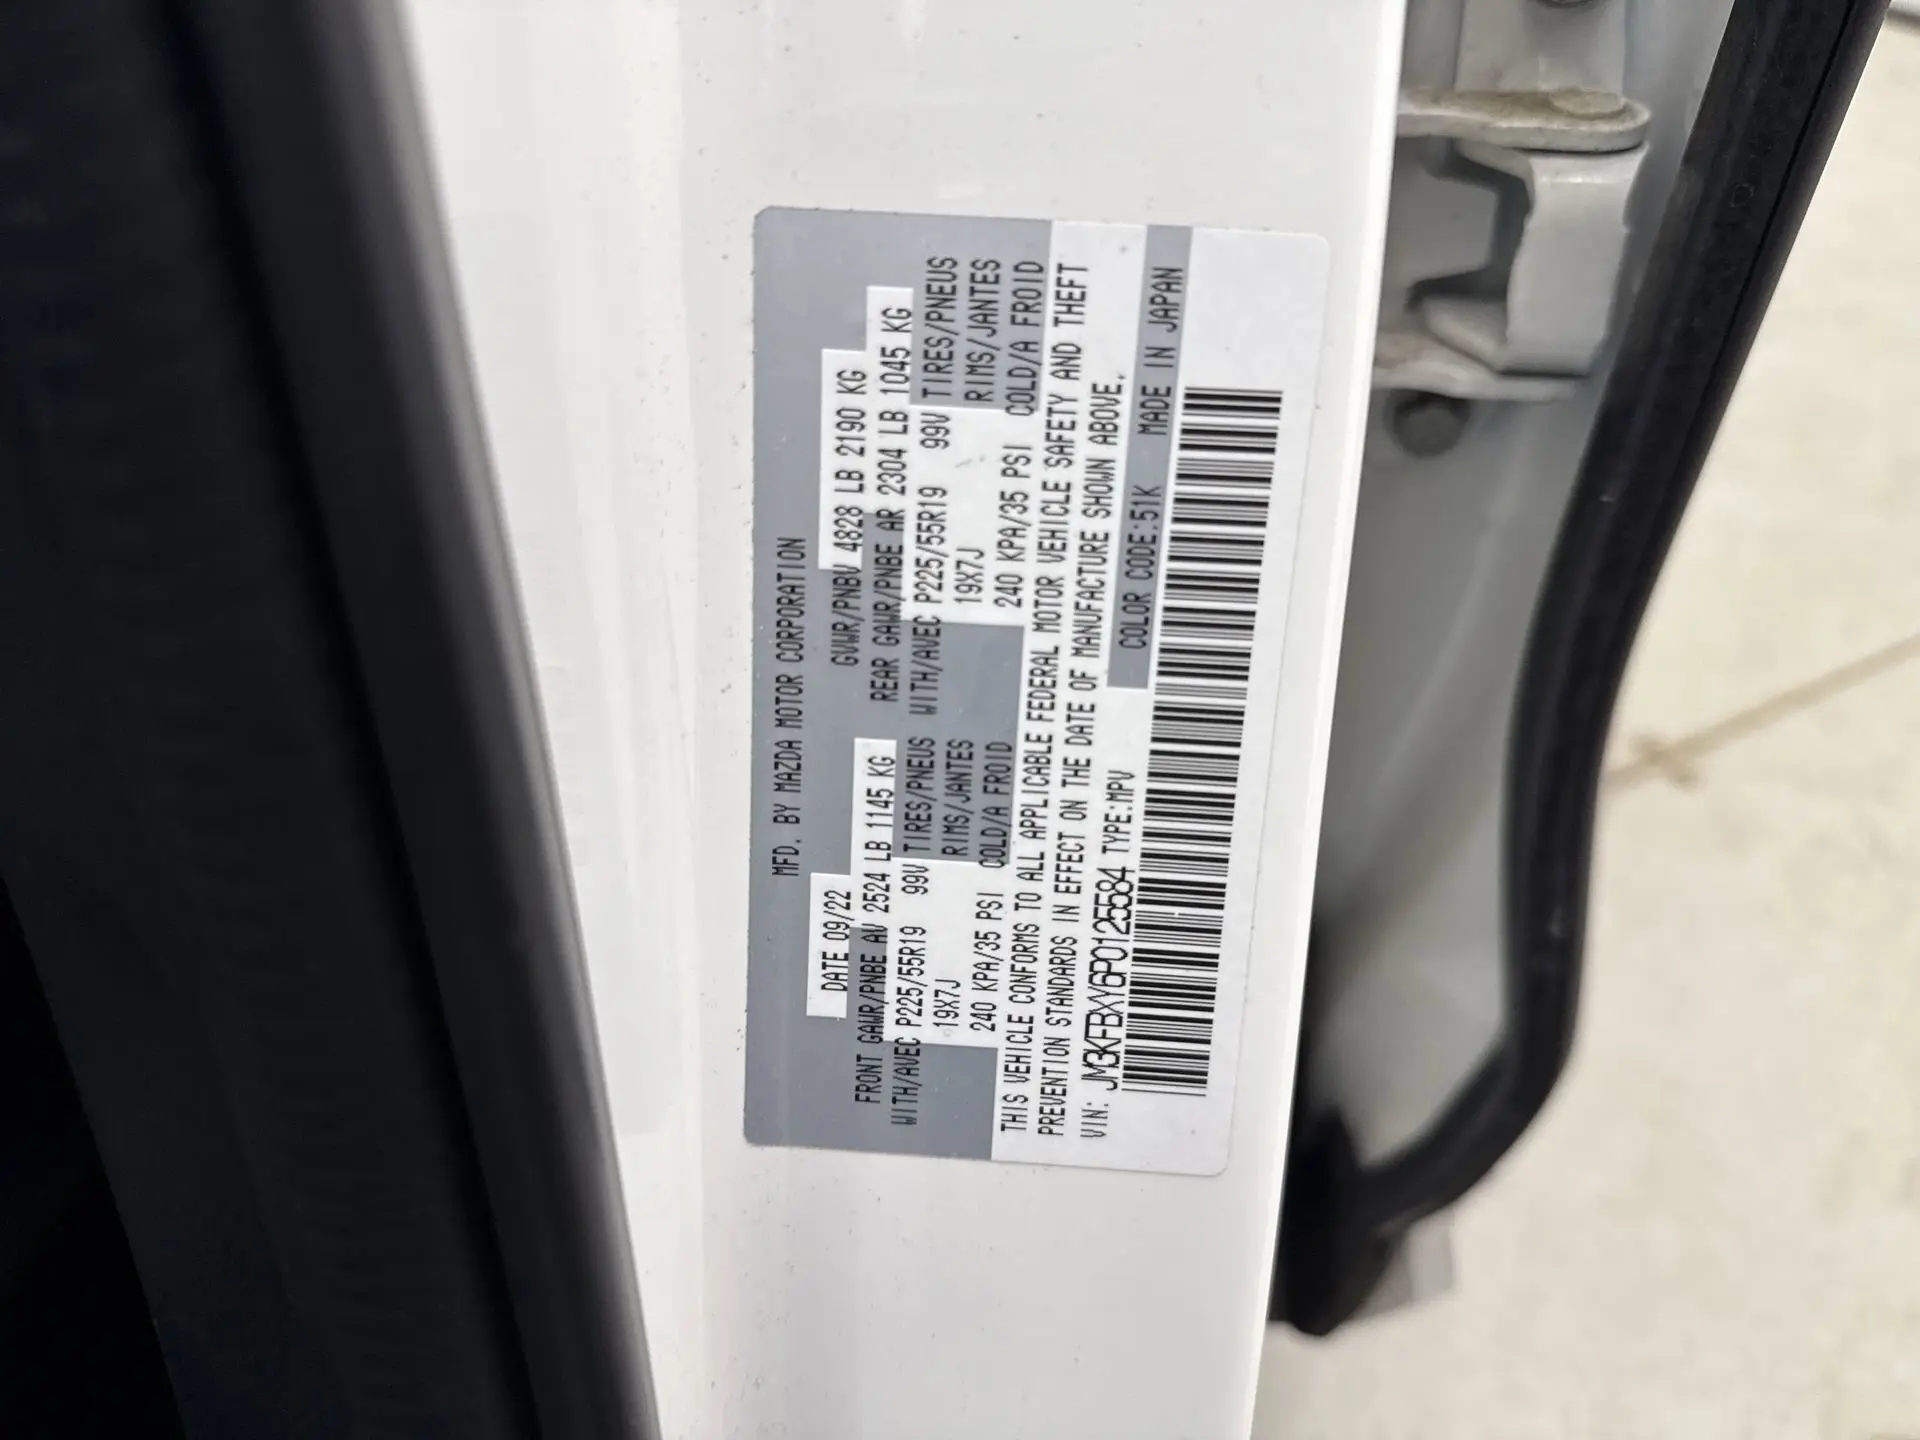 MFD. BY MAZDA MOTOR CORPORATION
DATE 09/22 GVWR/PNBV 4828 LB 2190 KG
FRONT GAWR/PNBE AV 2524 LB 1145 KG REAR GAWR/PNBE AR 2304 LB 1045 KG
WITH/AVEC P225/55R19 99V TIRES/PNEUS WITH/AVEC P225/55R19 99V TIRES/PNEUS
19X7J RIMS/JANTES 19X7J RIMS/JANTES
240 KPA/35 PSI COLD/A FROID 240 KPA/35 PSI COLD/A FROID
THIS VEHICLE CONFORMS TO ALL APPLICABLE FEDERAL MOTOR VEHICLE SAFETY AND THEFT
PREVENTION STANDARDS IN EFFECT ON THE DATE OF MANUFACTURE SHOWN ABOVE.
VIN: JM3KFBXY6P0125584 TYPE:MPV COLOR CODE:51K MADE IN JAPAN